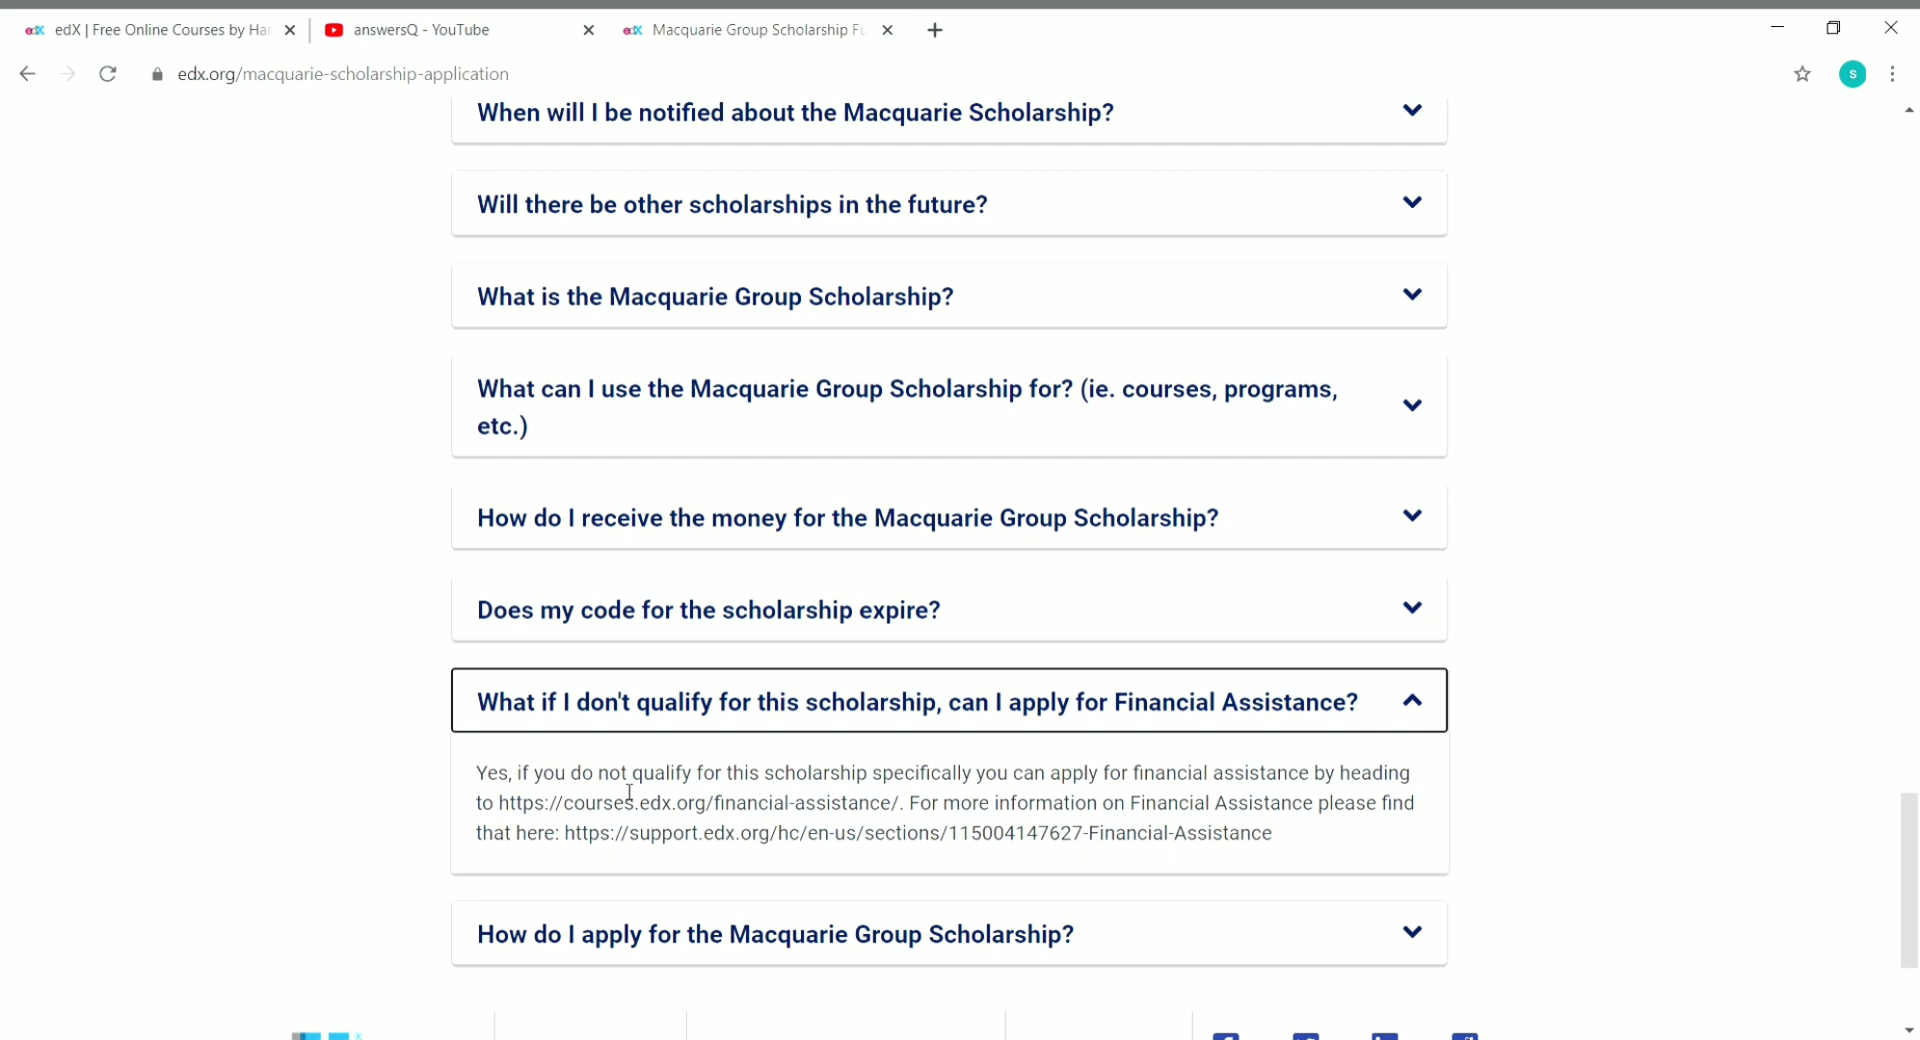 edX | Free Online Courses by Har
answersQ - YouTube
edX Macquarie Group Scholarship Fu
edx.org/macquarie-scholarship-application
S
When will I be notified about the Macquarie Scholarship?
Will there be other scholarships in the future?
What is the Macquarie Group Scholarship?
What can I use the Macquarie Group Scholarship for? (ie. courses, programs,
etc.)
How do I receive the money for the Macquarie Group Scholarship?
Does my code for the scholarship expire?
What if I don't qualify for this scholarship, can I apply for Financial Assistance?
Yes, if you do not qualify for this scholarship specifically you can apply for financial assistance by heading
to https://courses.edx.org/financial-assistance/. For more information on Financial Assistance please find
that here: https://support.edx.org/hc/en-us/sections/115004147627-Financial-Assistance
How do I apply for the Macquarie Group Scholarship?